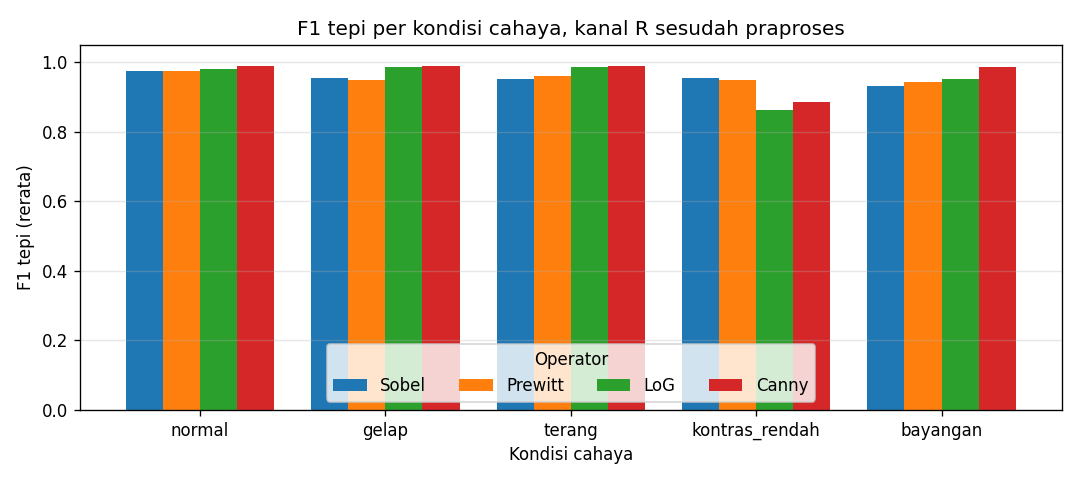 F1 tepi per kondisi cahaya, kanal R sesudah praproses
F1 tepi (rerata)
1.0
0.8
0.6
0.4
0.2
0.0
Operator
Sobel Prewitt LoG Canny
normal gelap terang kontras_rendah bayangan
Kondisi cahaya